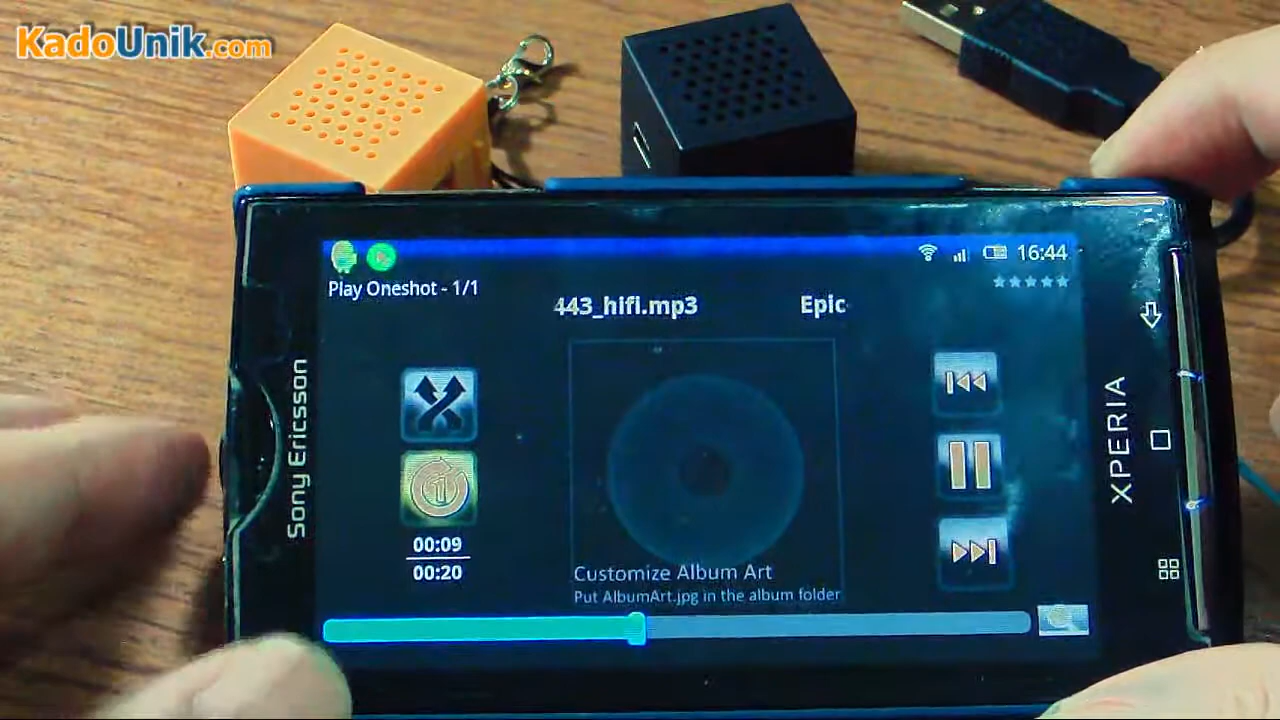 KadoUnik.com
16:44
Play Oneshot - 1/1
443_hifi.mp3 Epic
Sony Ericsson
XPERIA
1
00:09
00:20
Customize Album Art
Put AlbumArt.jpg in the album folder